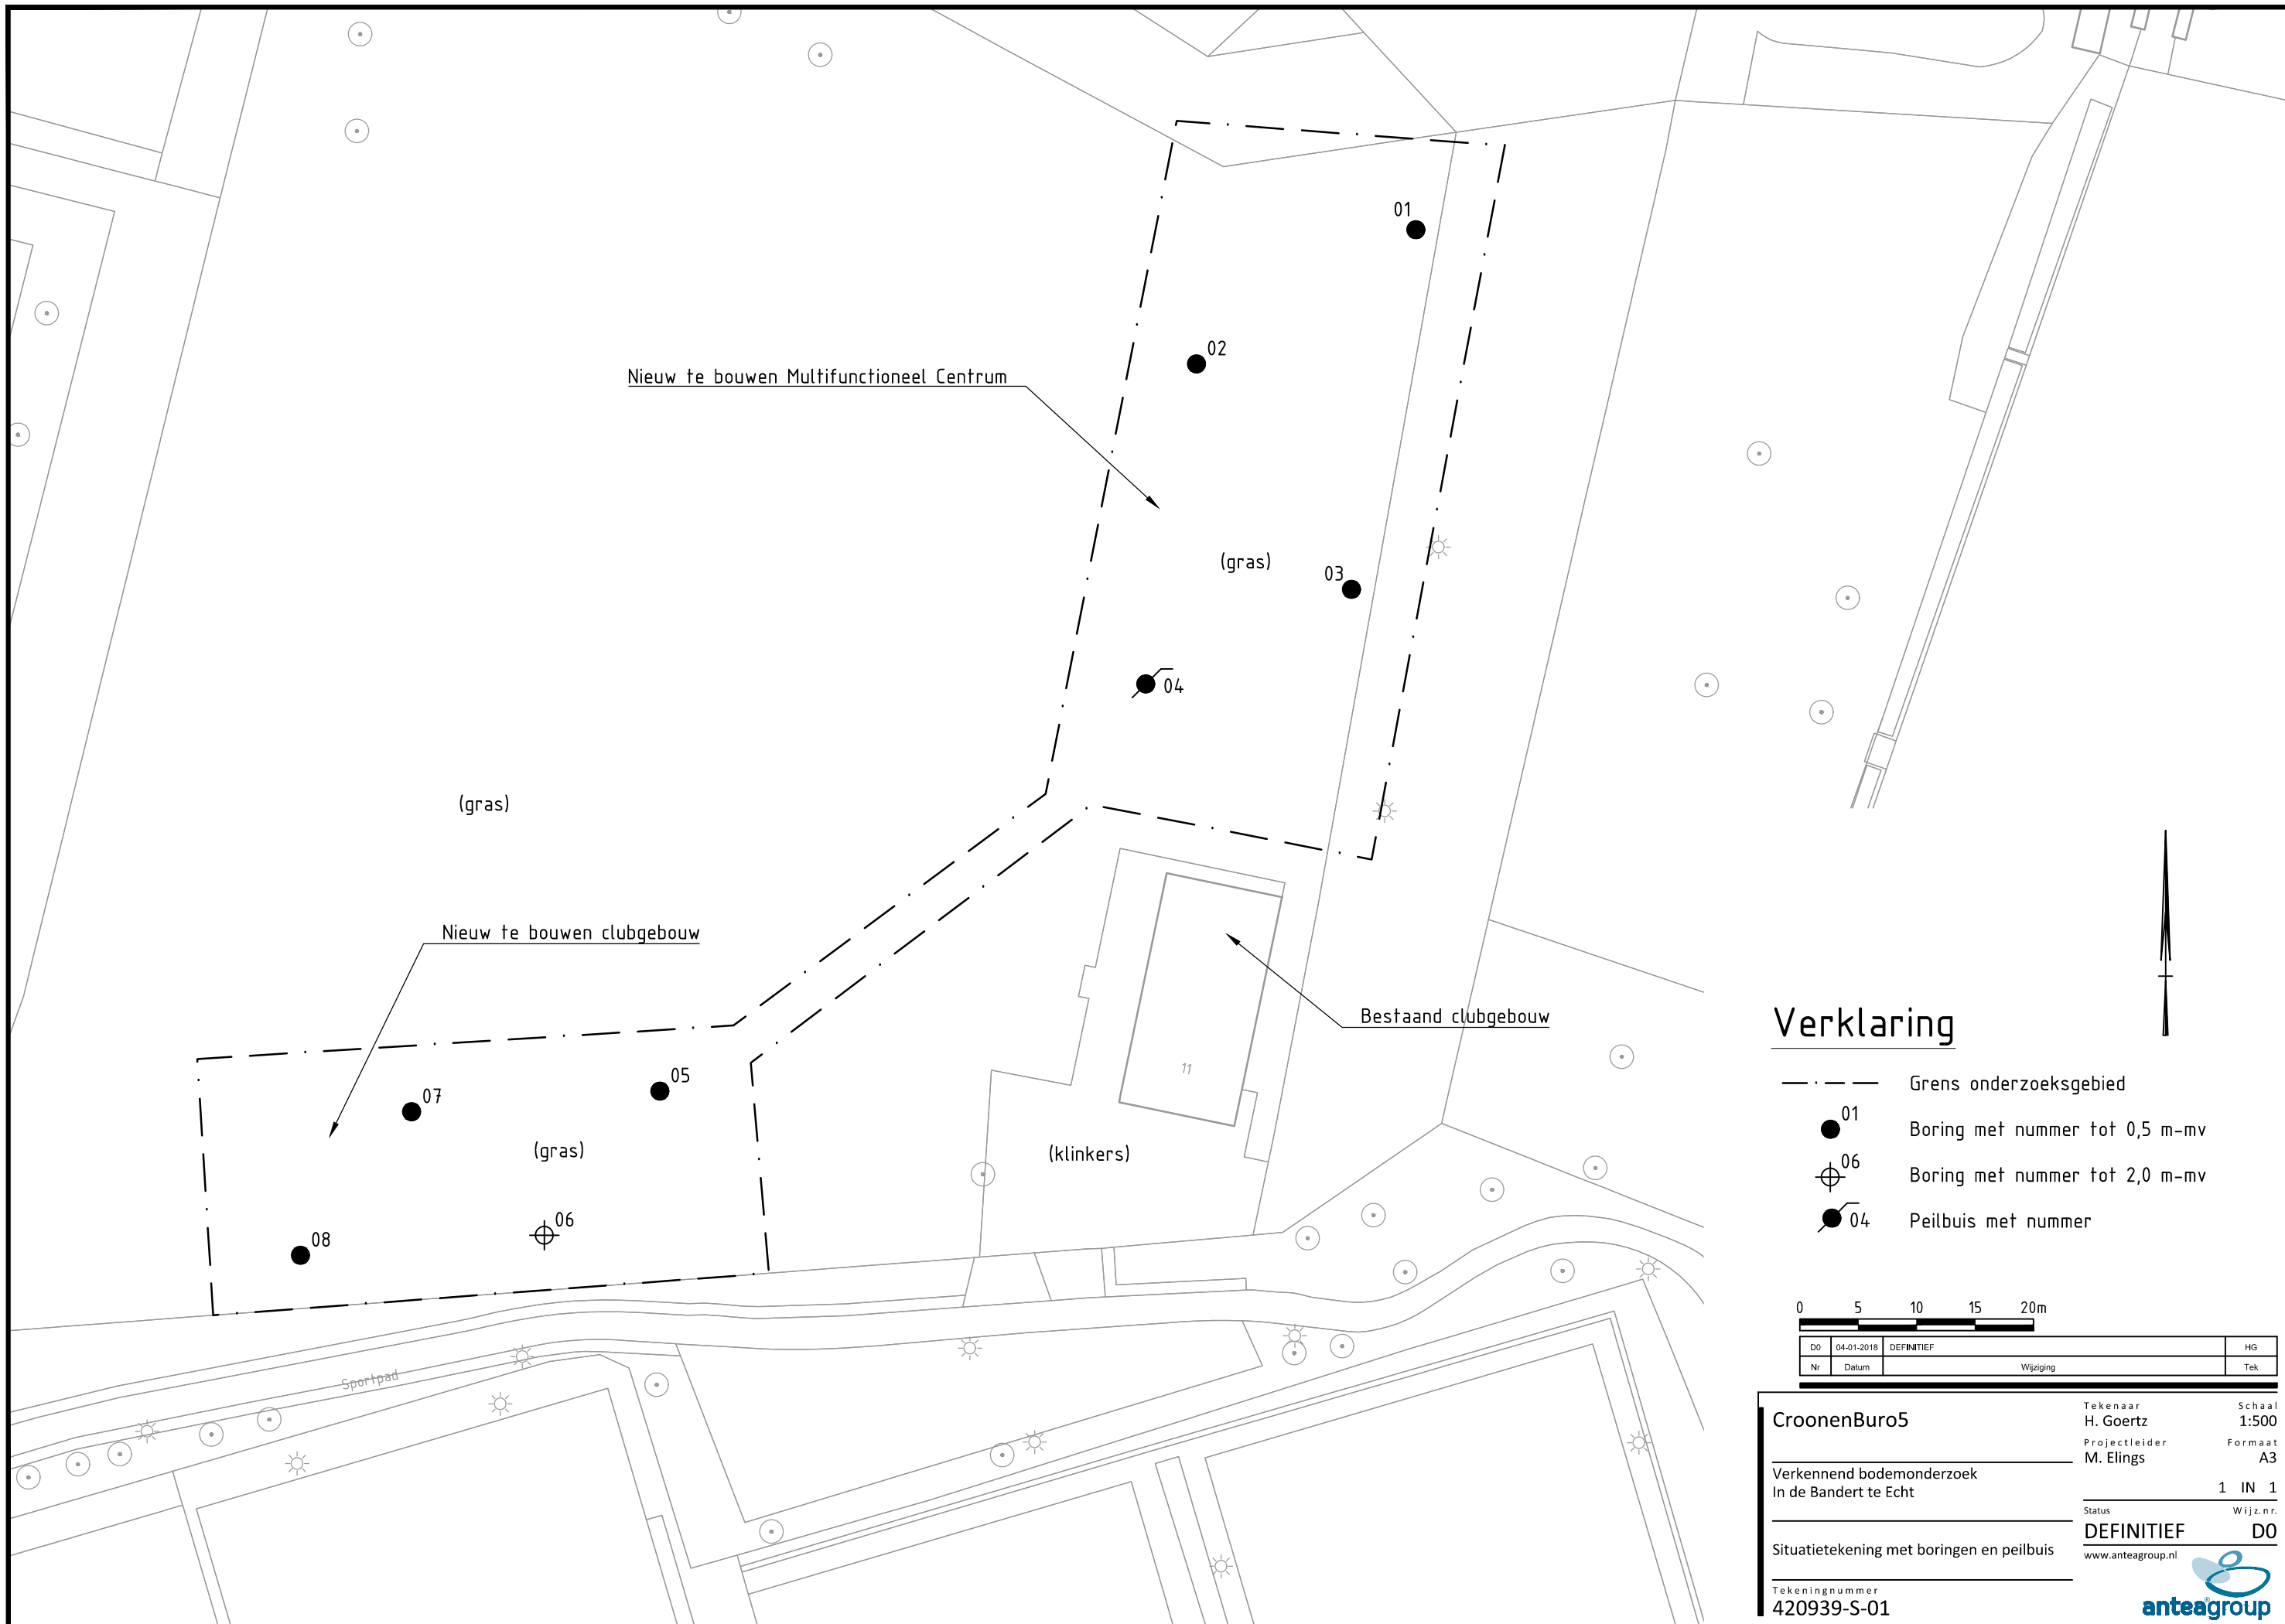 01
02
Nieuw te bouwen Multifunctioneel Centrum
(gras)
03
04
(gras)
Nieuw te bouwen clubgebouw
Bestaand clubgebouw
11
07
05
(gras)
(klinkers)
06
08
Sportpad
Verklaring
Grens onderzoeksgebied
01
Boring met nummer tot 0,5 m-mv
06
Boring met nummer tot 2,0 m-mv
04
Peilbuis met nummer
0 5 10 15 20m
D0 04-01-2018 DEFINITIEF HG
Nr Datum Wijziging Tek
CroonenBuro5
Tekenaar Schaal
H. Goertz 1:500
Projectleider Formaat
M. Elings A3
Verkennend bodemonderzoek
In de Bandert te Echt
1 IN 1
Status Wijz.nr.
DEFINITIEF D0
Situatietekening met boringen en peilbuis
www.anteagroup.nl
Tekeningnummer
420939-S-01
anteagroup